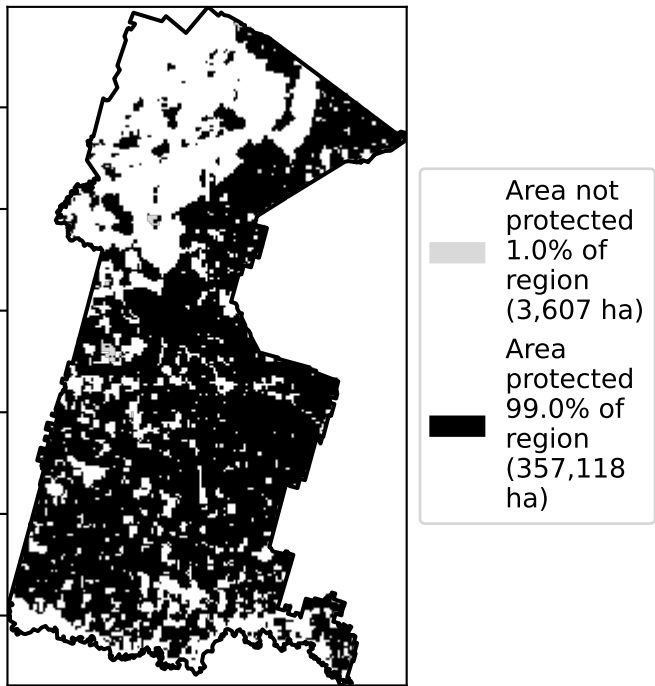 Area not
protected
1.0% of
region
(3,607 ha)
Area
protected
99.0% of
region
(357,118
ha)